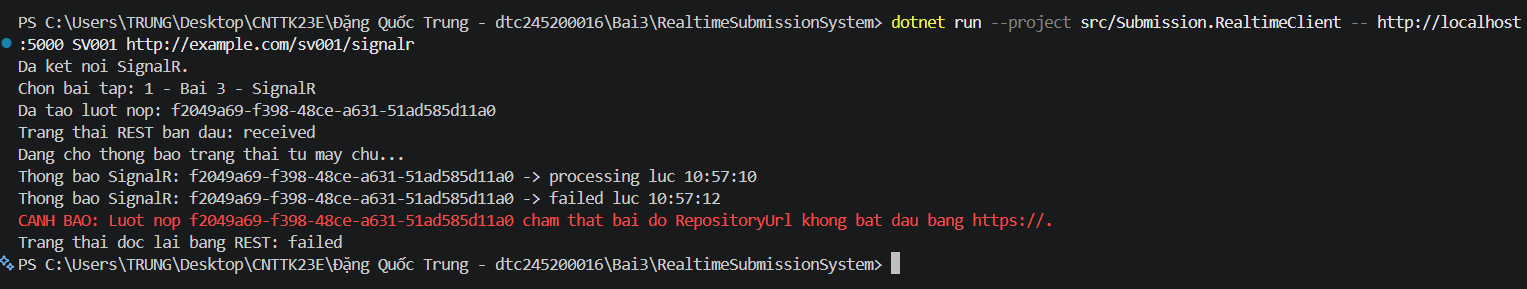 PS C:\Users\TRUNG\Desktop\CNTTK23E\Đặng Quốc Trung - dtc245200016\Bai3\RealtimeSubmissionSystem> dotnet run --project src/Submission.RealtimeClient -- http://localhost
:5000 SV001 http://example.com/sv001/signalr
Da ket noi SignalR.
Chon bai tap: 1 - Bai 3 - SignalR
Da tao luot nop: f2049a69-f398-48ce-a631-51ad585d11a0
Trang thai REST ban dau: received
Dang cho thong bao trang thai tu may chu...
Thong bao SignalR: f2049a69-f398-48ce-a631-51ad585d11a0 -> processing luc 10:57:10
Thong bao SignalR: f2049a69-f398-48ce-a631-51ad585d11a0 -> failed luc 10:57:12
CANH BAO: Luot nop f2049a69-f398-48ce-a631-51ad585d11a0 cham that bai do RepositoryUrl khong bat dau bang https://.
Trang thai doc lai bang REST: failed
PS C:\Users\TRUNG\Desktop\CNTTK23E\Đặng Quốc Trung - dtc245200016\Bai3\RealtimeSubmissionSystem>